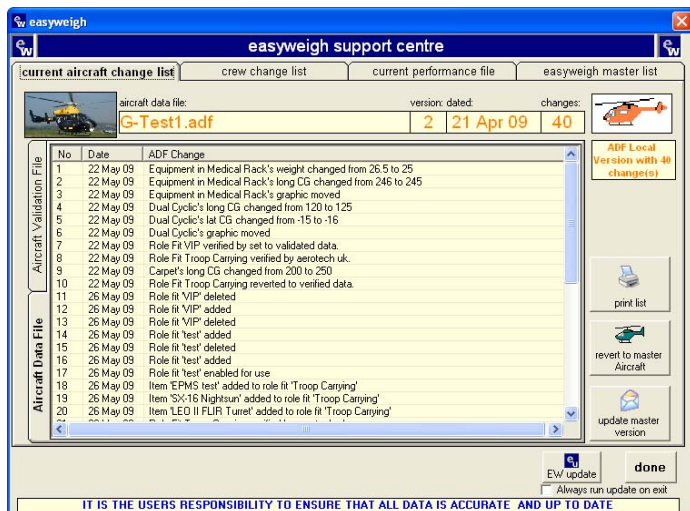 easyweigh
easyweigh support centre
current aircraft change list
crew change list
current performance file
easyweigh master list
aircraft data file:
version:
dated:
changes:
G-Test1.adf
2
21 Apr 09
40
ADF Local
Version with 40
change(s)
Aircraft Validation File
Aircraft Data File
No Date ADF Change
1 22 May 09 Equipment in Medical Rack's weight changed from 26.5 to 25
2 22 May 09 Equipment in Medical Rack's long CG changed from 246 to 245
3 22 May 09 Equipment in Medical Rack's graphic moved
4 22 May 09 Dual Cyclic's long CG changed from 120 to 125
5 22 May 09 Dual Cyclic's lat CG changed from -15 to -16
6 22 May 09 Dual Cyclic's graphic moved
7 22 May 09 Role Fit VIP verified by set to validated data.
8 22 May 09 Role Fit Troop Carrying verified by aerotech uk.
9 22 May 09 Carpet's long CG changed from 200 to 250
10 22 May 09 Role Fit Troop Carrying reverted to verified data.
11 26 May 09 Role fit 'VIP' deleted
12 26 May 09 Role fit 'VIP' added
13 26 May 09 Role fit 'VIP' deleted
14 26 May 09 Role fit 'test' added
15 26 May 09 Role fit 'test' deleted
16 26 May 09 Role fit 'test' added
17 26 May 09 Role fit 'test' enabled for use
18 26 May 09 Item 'EPMS test' added to role fit 'Troop Carrying'
19 26 May 09 Item 'SX-16 Nightsun' added to role fit 'Troop Carrying'
20 26 May 09 Item 'LEO II FLIR Turret' added to role fit 'Troop Carrying'
print list
revert to master
Aircraft
update master
version
EW update
done
Always run update on exit
IT IS THE USERS RESPONSIBILITY TO ENSURE THAT ALL DATA IS ACCURATE AND UP TO DATE